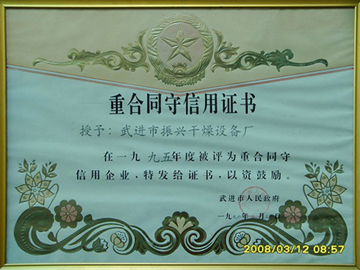 重合同守信用证书
授予：武进市振兴干燥设备厂
在一九九五年度被评为重合同守
信用企业，特发给证书，以资鼓励。
武进市人民政府
2008/03/12 08:57